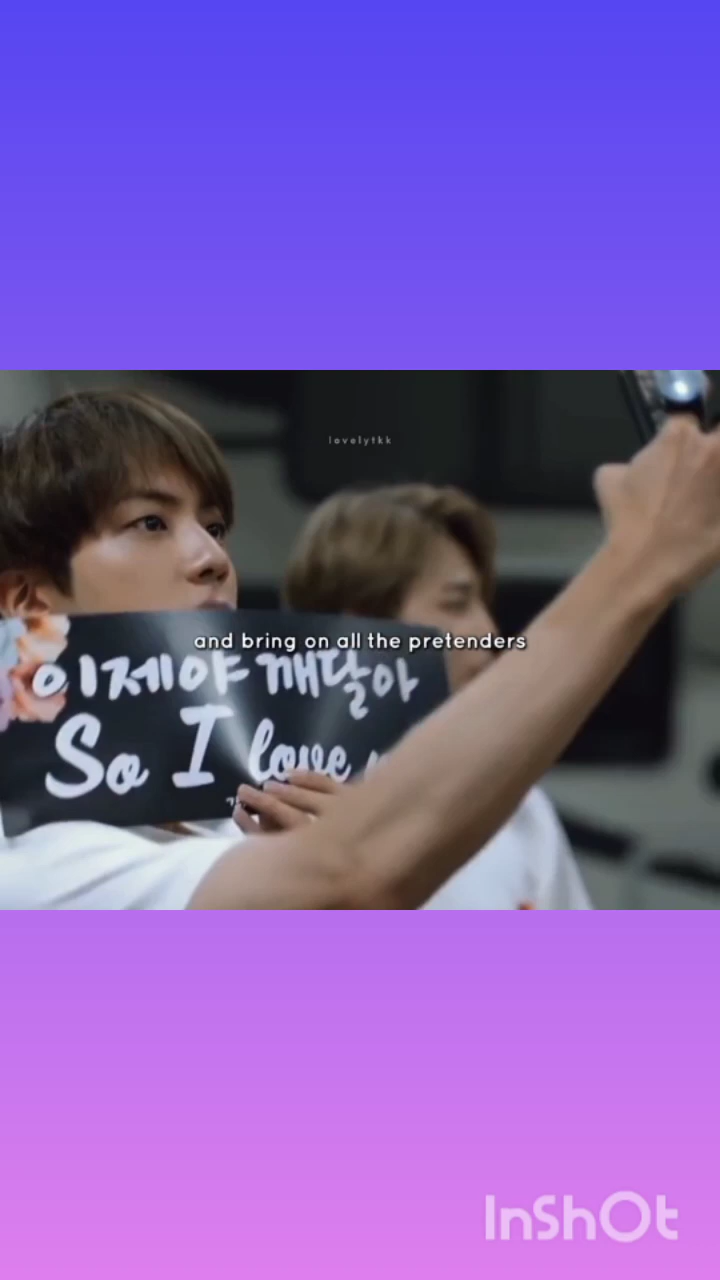 lovelytkk
and bring on all the pretenders
이제야 깨달아
So I love
InShOt